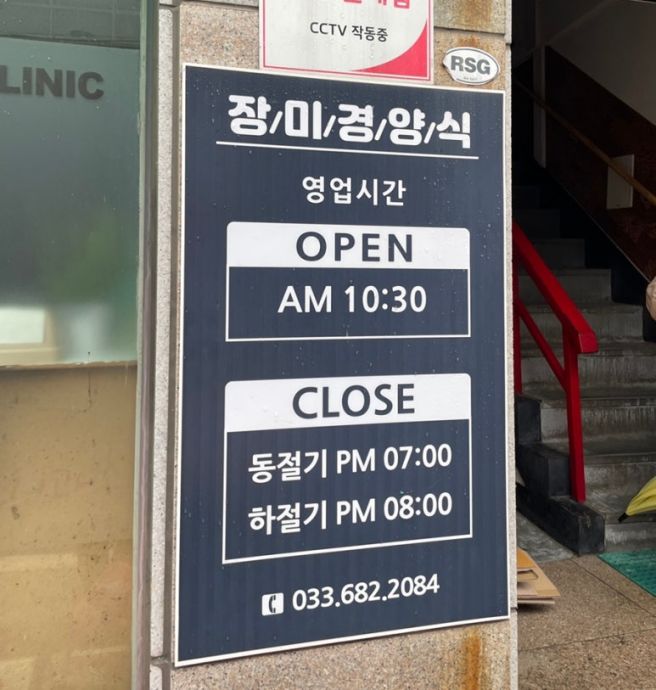 CCTV 작동중
RSG
LINIC
장/미/경/양/식
영업시간
OPEN
AM 10:30
CLOSE
동절기 PM 07:00
하절기 PM 08:00
033.682.2084